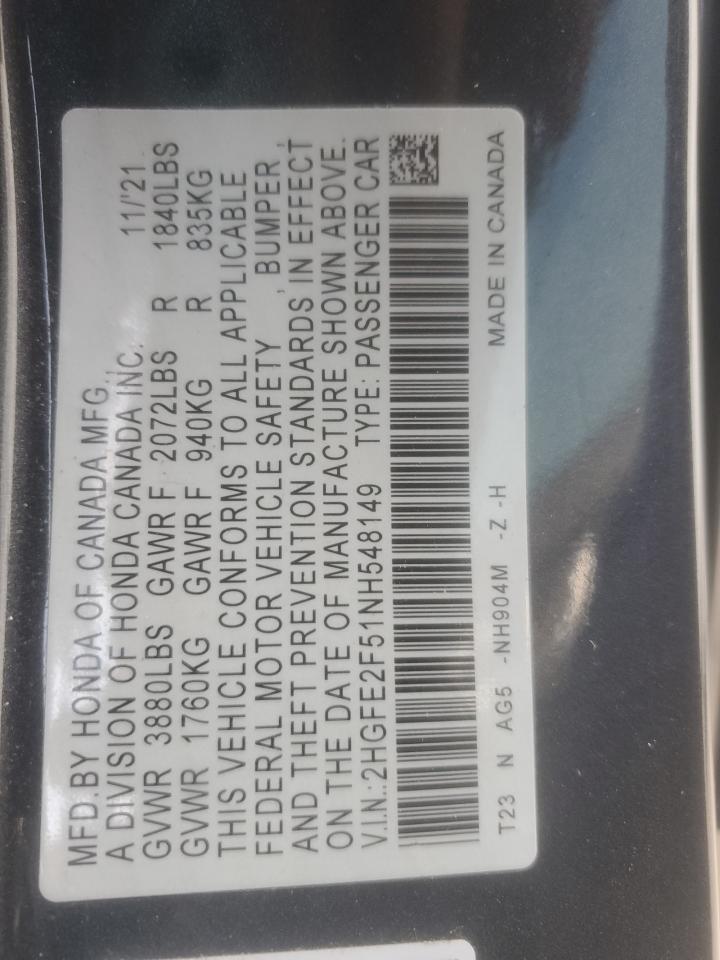 MFD.BY HONDA OF CANADA MFG.,
A DIVISION OF HONDA CANADA INC. 11/'21
GVWR 3880LBS GAWR F 2072LBS R 1840LBS
GVWR 1760KG GAWR F 940KG R 835KG
THIS VEHICLE CONFORMS TO ALL APPLICABLE
FEDERAL MOTOR VEHICLE SAFETY , BUMPER ,
AND THEFT PREVENTION STANDARDS IN EFFECT
ON THE DATE OF MANUFACTURE SHOWN ABOVE.
V.I.N.:2HGFE2F51NH548149 TYPE: PASSENGER CAR
T23 N AG5 -NH904M -Z -H MADE IN CANADA